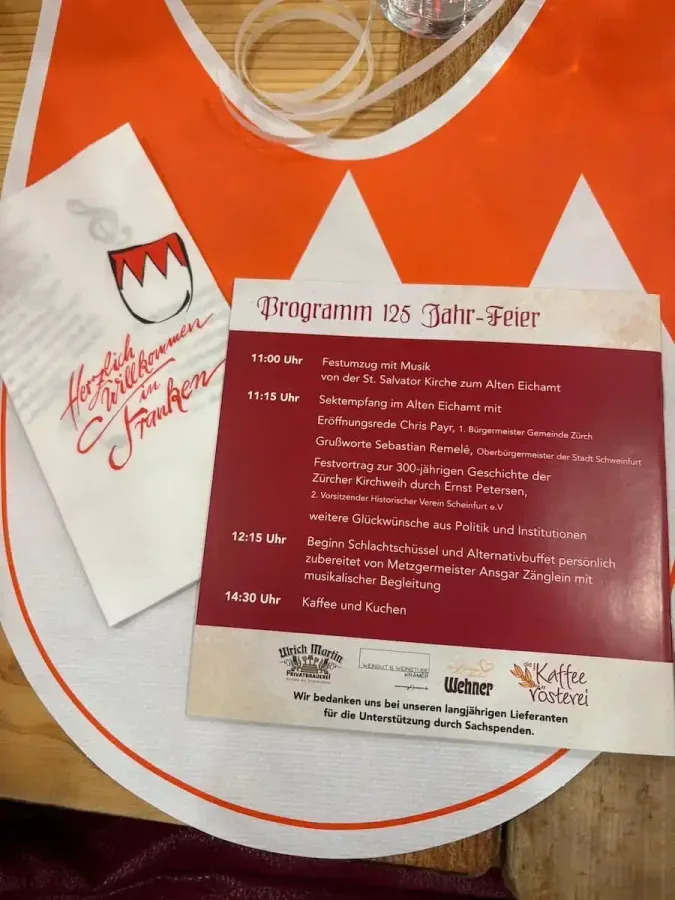 Herzlich
Willkommen
in
Franken
Programm 125 Jahr-Feier
11:00 Uhr
Festumzug mit Musik
von der St. Salvator Kirche zum Alten Eichamt
11:15 Uhr
Sektempfang im Alten Eichamt mit
Eröffnungsrede Chris Payr, 1. Bürgermeister Gemeinde Zürch
Grußworte Sebastian Remelé, Oberbürgermeister der Stadt Schweinfurt
Festvortrag zur 300-jährigen Geschichte der
Zürcher Kirchweih durch Ernst Petersen,
2. Vorsitzender Historischer Verein Scheinfurt e.V
weitere Glückwünsche aus Politik und Institutionen
12:15 Uhr
Beginn Schlachtschüssel und Alternativbuffet persönlich
zubereitet von Metzgermeister Ansgar Zänglein mit
musikalischer Begleitung
14:30 Uhr
Kaffee und Kuchen
Ulrich Martin
PRIVATBRAUEREI
WEINGUT & WEINSTUBE
KRÄMER
Wehner
die Kaffee
rösterei
Wir bedanken uns bei unseren langjährigen Lieferanten
für die Unterstützung durch Sachspenden.